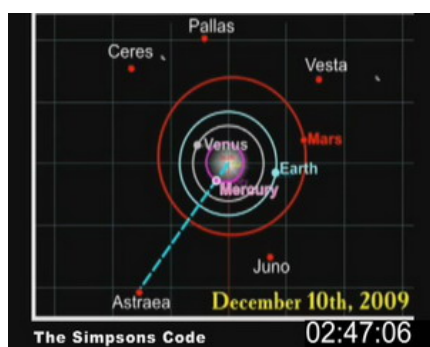 Pallas
Ceres
Vesta
Mars
Venus
Earth
Mercury
Juno
Astraea
December 10th, 2009
The Simpsons Code
02:47:06